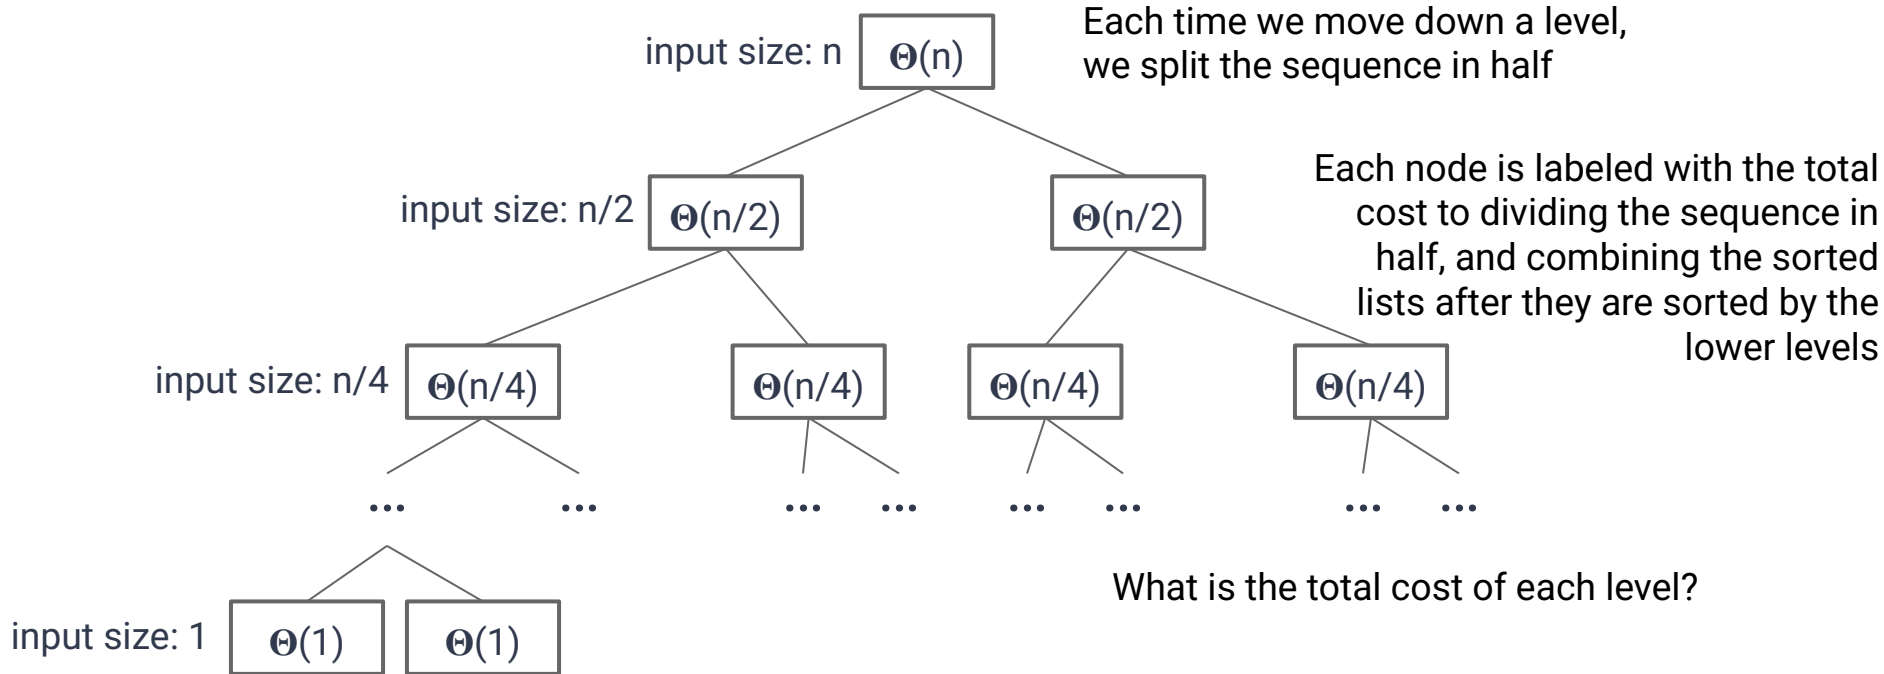 input size: n
Θ(n)
Each time we move down a level,
we split the sequence in half
input size: n/2
Θ(n/2)
Θ(n/2)
Each node is labeled with the total
cost to dividing the sequence in
half, and combining the sorted
lists after they are sorted by the
lower levels
input size: n/4
Θ(n/4)
Θ(n/4)
Θ(n/4)
Θ(n/4)
... ... ... ... ... ... ... ...
What is the total cost of each level?
input size: 1
Θ(1)
Θ(1)